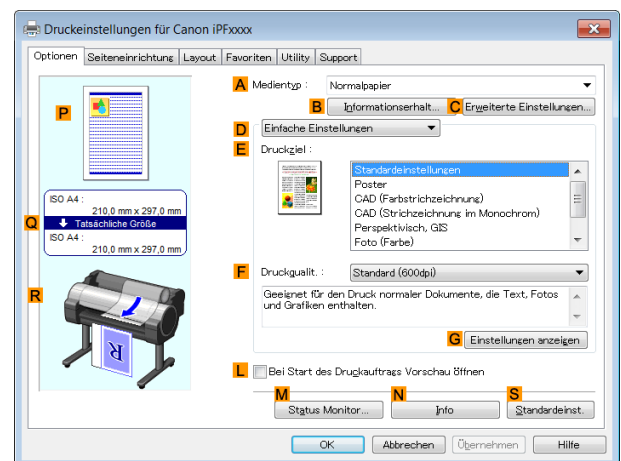 Druckeinstellungen für Canon iPFxxxx
Optionen Seiteneinrichtung Layout Favoriten Utility Support
A Medientyp : Normalpapier
B Informationserhalt... C Erweiterte Einstellungen...
D Einfache Einstellungen
E Druckziel :
Standardeinstellungen
Poster
CAD (Farbstrichzeichnung)
CAD (Strichzeichnung im Monochrom)
Perspektivisch, GIS
Foto (Farbe)
P
Q
ISO A4 :
210,0 mm x 297,0 mm
Tatsächliche Größe
ISO A4 :
210,0 mm x 297,0 mm
R
F Druckqualit. : Standard (600dpi)
Geeignet für den Druck normaler Dokumente, die Text, Fotos
und Grafiken enthalten.
G Einstellungen anzeigen
L Bei Start des Druckauftrags Vorschau öffnen
M Status Monitor... N Info S Standardeinst.
OK Abbrechen Übernehmen Hilfe